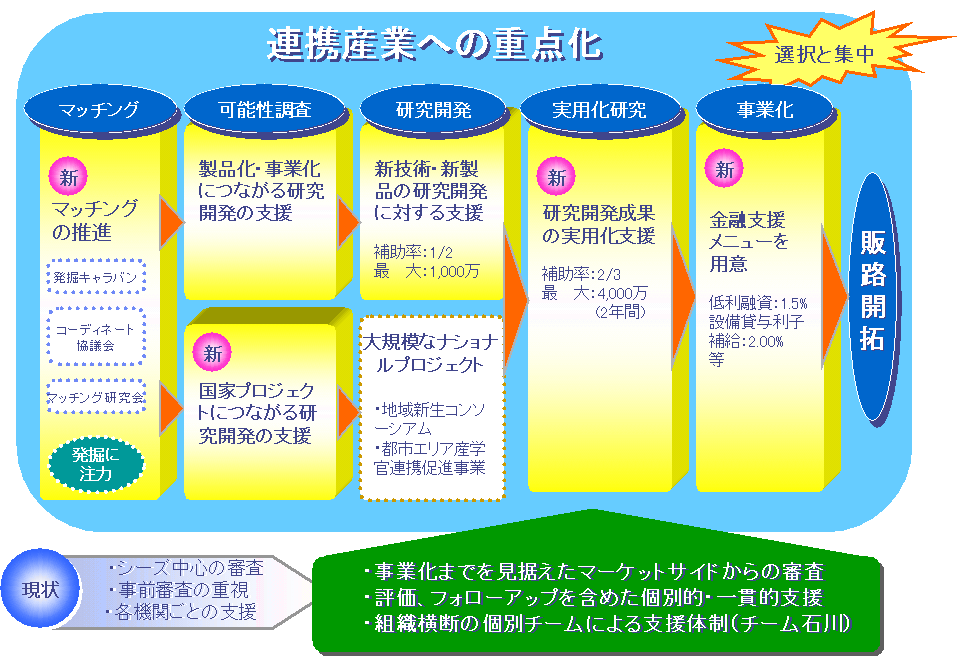 連携産業への重点化
選択と集中
マッチング
新
マッチング
の推進
発掘キャラバン
コーディネート
協議会
マッチング研究会
発掘に
注力
可能性調査
製品化・事業化
につながる研究
開発の支援
新
国家プロジェク
トにつながる研
究開発の支援
研究開発
新技術・新製
品の研究開発
に対する支援
補助率:1/2
最 大:1,000万
大規模なナショナ
ルプロジェクト
・地域新生コンソ
ーシアム
・都市エリア産学
官連携促進事業
実用化研究
新
研究開発成果
の実用化支援
補助率:2/3
最 大:4,000万
(2年間)
事業化
新
金融支援
メニューを
用意
低利融資:1.5%
設備貸与利子
補給:2.00%
等
販路開拓
現状
・シーズ中心の審査
・事前審査の重視
・各機関ごとの支援
・事業化までを見据えたマーケットサイドからの審査
・評価、フォローアップを含めた個別的・一貫的支援
・組織横断の個別チームによる支援体制(チーム石川)